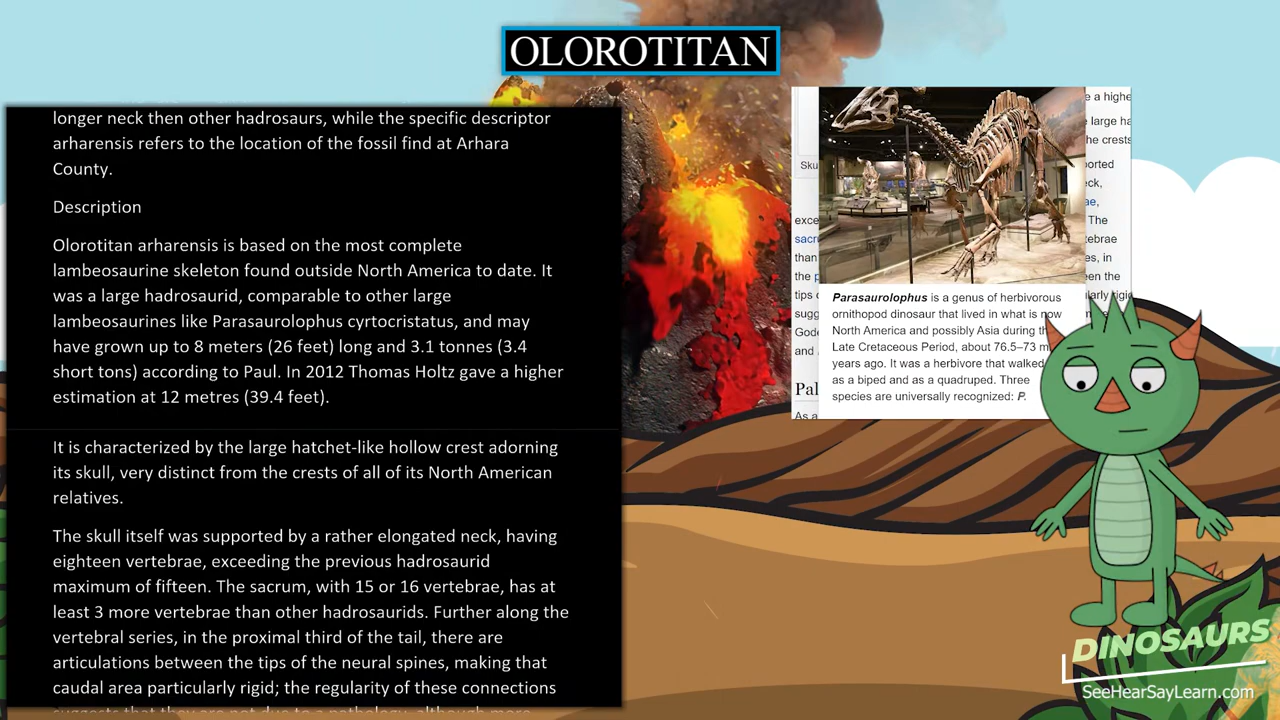 OLOROTITAN
longer neck then other hadrosaurs, while the specific descriptor
arharensis refers to the location of the fossil find at Arhara
County.
Description
Olorotitan arharensis is based on the most complete
lambeosaurine skeleton found outside North America to date. It
was a large hadrosaurid, comparable to other large
lambeosaurines like Parasaurolophus cyrtocristatus, and may
have grown up to 8 meters (26 feet) long and 3.1 tonnes (3.4
short tons) according to Paul. In 2012 Thomas Holtz gave a higher
estimation at 12 metres (39.4 feet).
It is characterized by the large hatchet-like hollow crest adorning
its skull, very distinct from the crests of all of its North American
relatives.
The skull itself was supported by a rather elongated neck, having
eighteen vertebrae, exceeding the previous hadrosaurid
maximum of fifteen. The sacrum, with 15 or 16 vertebrae, has at
least 3 more vertebrae than other hadrosaurids. Further along the
vertebral series, in the proximal third of the tail, there are
articulations between the tips of the neural spines, making that
caudal area particularly rigid; the regularity of these connections
Parasaurolophus is a genus of herbivorous
ornithopod dinosaur that lived in what is now
North America and possibly Asia during
Late Cretaceous Period, about 76.5–73 m
years ago. It was a herbivore that walked
as a biped and as a quadruped. Three
species are universally recognized: P.
DINOSAURS
SeeHearSayLearn.com